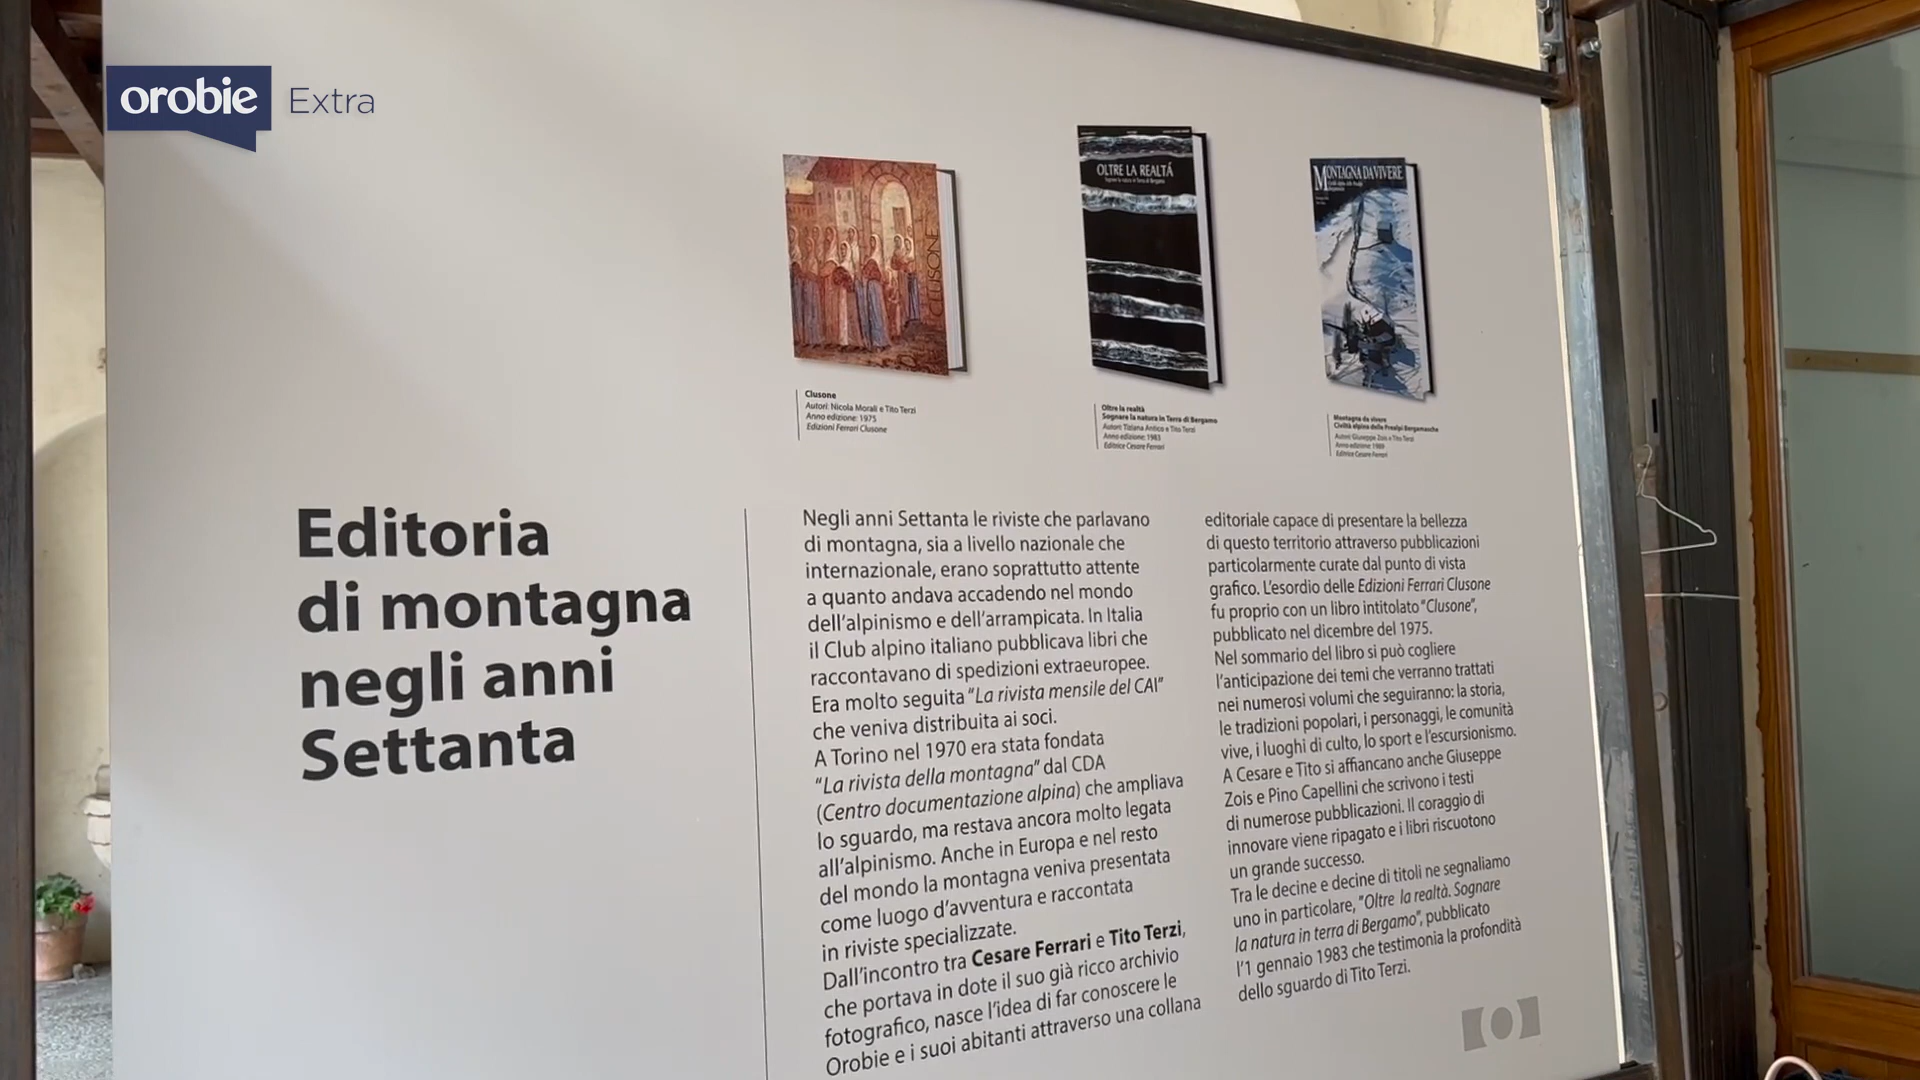 orobie Extra
CLUSONE
OLTRE LA REALTÁ
Sognare la natura in Terra di Bergamo
MONTAGNA DA VIVERE
Clusone
Autori: Nicola Morali e Tito Terzi
Anno edizione: 1975
Edizioni Ferrari Clusone
Oltre la realtà
Sognare la natura in Terra di Bergamo
Autori: Tiziana Antico e Tito Terzi
Anno edizione: 1983
Editrice Cesare Ferrari
Montagna da vivere
Civiltà alpina delle Prealpi Bergamasche
Autori: Giuseppe Zois e Tito Terzi
Anno edizione: 1989
Editrice Cesare Ferrari
Editoria
di montagna
negli anni
Settanta
Negli anni Settanta le riviste che parlavano
di montagna, sia a livello nazionale che
internazionale, erano soprattutto attente
a quanto andava accadendo nel mondo
dell'alpinismo e dell'arrampicata. In Italia
il Club alpino italiano pubblicava libri che
raccontavano di spedizioni extraeuropee.
Era molto seguita "La rivista mensile del CAI"
che veniva distribuita ai soci.
A Torino nel 1970 era stata fondata
"La rivista della montagna" dal CDA
(Centro documentazione alpina) che ampliava
lo sguardo, ma restava ancora molto legata
all'alpinismo. Anche in Europa e nel resto
del mondo la montagna veniva presentata
come luogo d'avventura e raccontata
in riviste specializzate.
Dall'incontro tra Cesare Ferrari e Tito Terzi,
che portava in dote il suo già ricco archivio
fotografico, nasce l'idea di far conoscere le
Orobie e i suoi abitanti attraverso una collana
editoriale capace di presentare la bellezza
di questo territorio attraverso pubblicazioni
particolarmente curate dal punto di vista
grafico. L'esordio delle Edizioni Ferrari Clusone
fu proprio con un libro intitolato "Clusone",
pubblicato nel dicembre del 1975.
Nel sommario del libro si può cogliere
l'anticipazione dei temi che verranno trattati
nei numerosi volumi che seguiranno: la storia,
le tradizioni popolari, i personaggi, le comunità
vive, i luoghi di culto, lo sport e l'escursionismo.
A Cesare e Tito si affiancano anche Giuseppe
Zois e Pino Capellini che scrivono i testi
di numerose pubblicazioni. Il coraggio di
innovare viene ripagato e i libri riscuotono
un grande successo.
Tra le decine e decine di titoli ne segnaliamo
uno in particolare, "Oltre la realtà. Sognare
la natura in terra di Bergamo", pubblicato
l'1 gennaio 1983 che testimonia la profondità
dello sguardo di Tito Terzi.